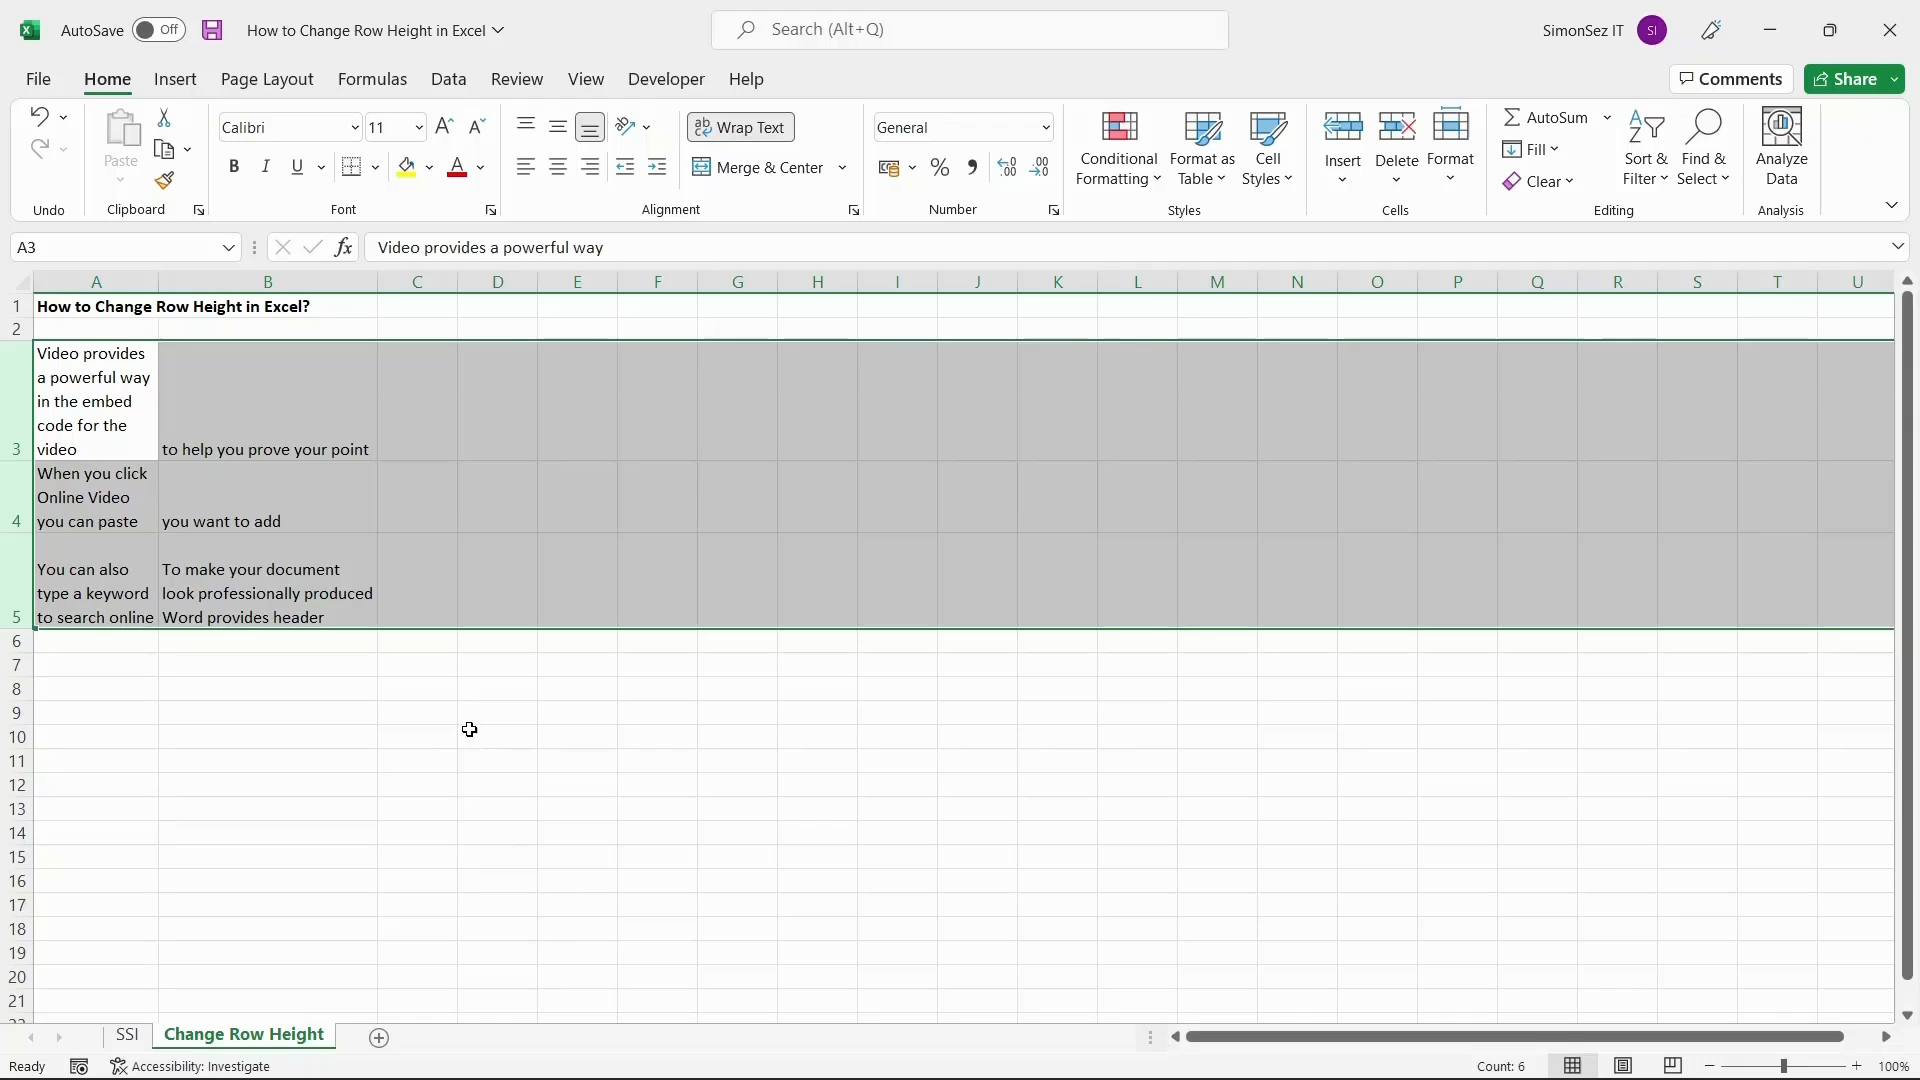 AutoSave Off How to Change Row Height in Excel Search (Alt+Q) SimonSez IT SI
File Home Insert Page Layout Formulas Data Review View Developer Help Comments Share
Calibri 11 Wrap Text General AutoSum
Paste Merge & Center Conditional Formatting Format as Table Cell Styles Insert Delete Format Fill Sort & Filter Find & Select Analyze Data
Clear
Undo Clipboard Font Alignment Number Styles Cells Editing Analysis
A3 fx Video provides a powerful way
A B C D E F G H I J K L M N O P Q R S T U
1 How to Change Row Height in Excel?
2
Video provides
a powerful way
in the embed
code for the
3 video to help you prove your point
When you click
Online Video
4 you can paste you want to add
You can also To make your document
type a keyword look professionally produced
5 to search online Word provides header
6
7
8
9
10
11
12
13
14
15
16
17
18
19
20
21
SSI Change Row Height
Ready Accessibility: Investigate Count: 6 100%